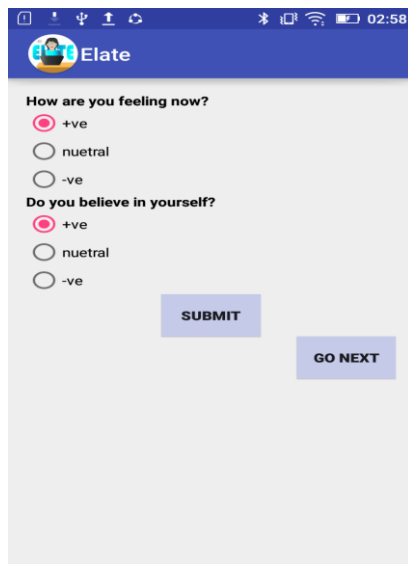 02:58
ELATE Elate
How are you feeling now?
+ve
nuetral
-ve
Do you believe in yourself?
+ve
nuetral
-ve
SUBMIT
GO NEXT